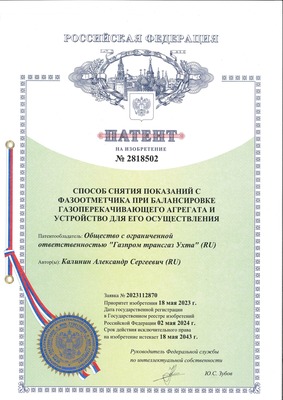 РОССИЙСКАЯ ФЕДЕРАЦИЯ
ПАТЕНТ
НА ИЗОБРЕТЕНИЕ
№ 2818502
СПОСОБ СНЯТИЯ ПОКАЗАНИЙ С
ФАЗООТМЕТЧИКА ПРИ БАЛАНСИРОВКЕ
ГАЗОПЕРЕКАЧИВАЮЩЕГО АГРЕГАТА И
УСТРОЙСТВО ДЛЯ ЕГО ОСУЩЕСТВЛЕНИЯ
Патентообладатель: Общество с ограниченной
ответственностью "Газпром трансгаз Ухта" (RU)
Автор(ы): Калинин Александр Сергеевич (RU)
Заявка № 2023112870
Приоритет изобретения 18 мая 2023 г.
Дата государственной регистрации
в Государственном реестре изобретений
Российской Федерации 02 мая 2024 г.
Срок действия исключительного права
на изобретение истекает 18 мая 2043 г.
Руководитель Федеральной службы
по интеллектуальной собственности
Ю.С. Зубов